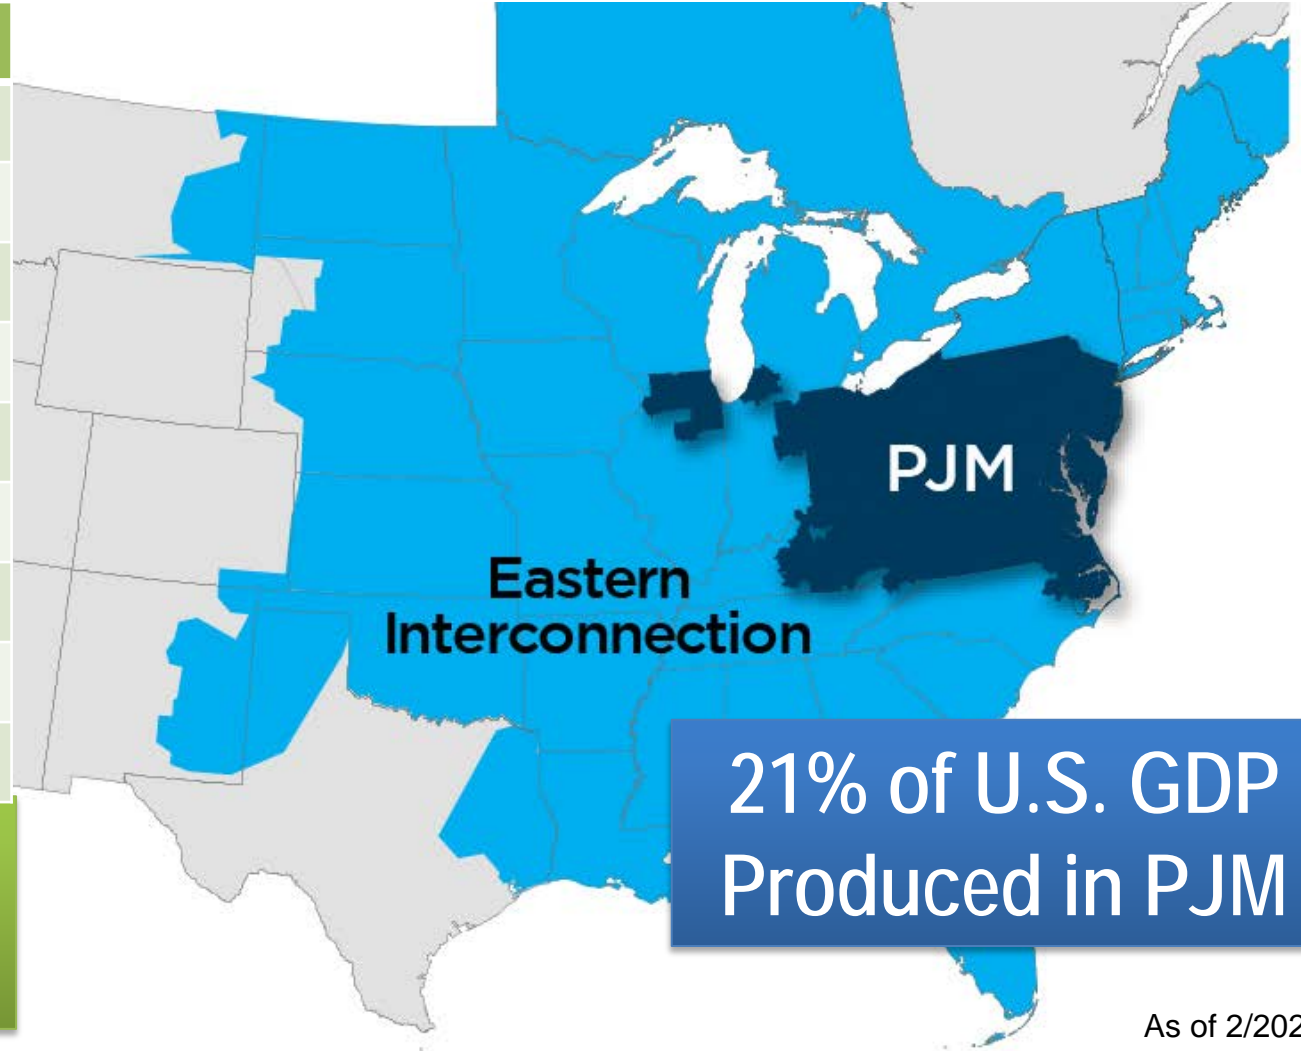 PJM
Eastern
Interconnection
21% of U.S. GDP
Produced in PJM
As of 2/202